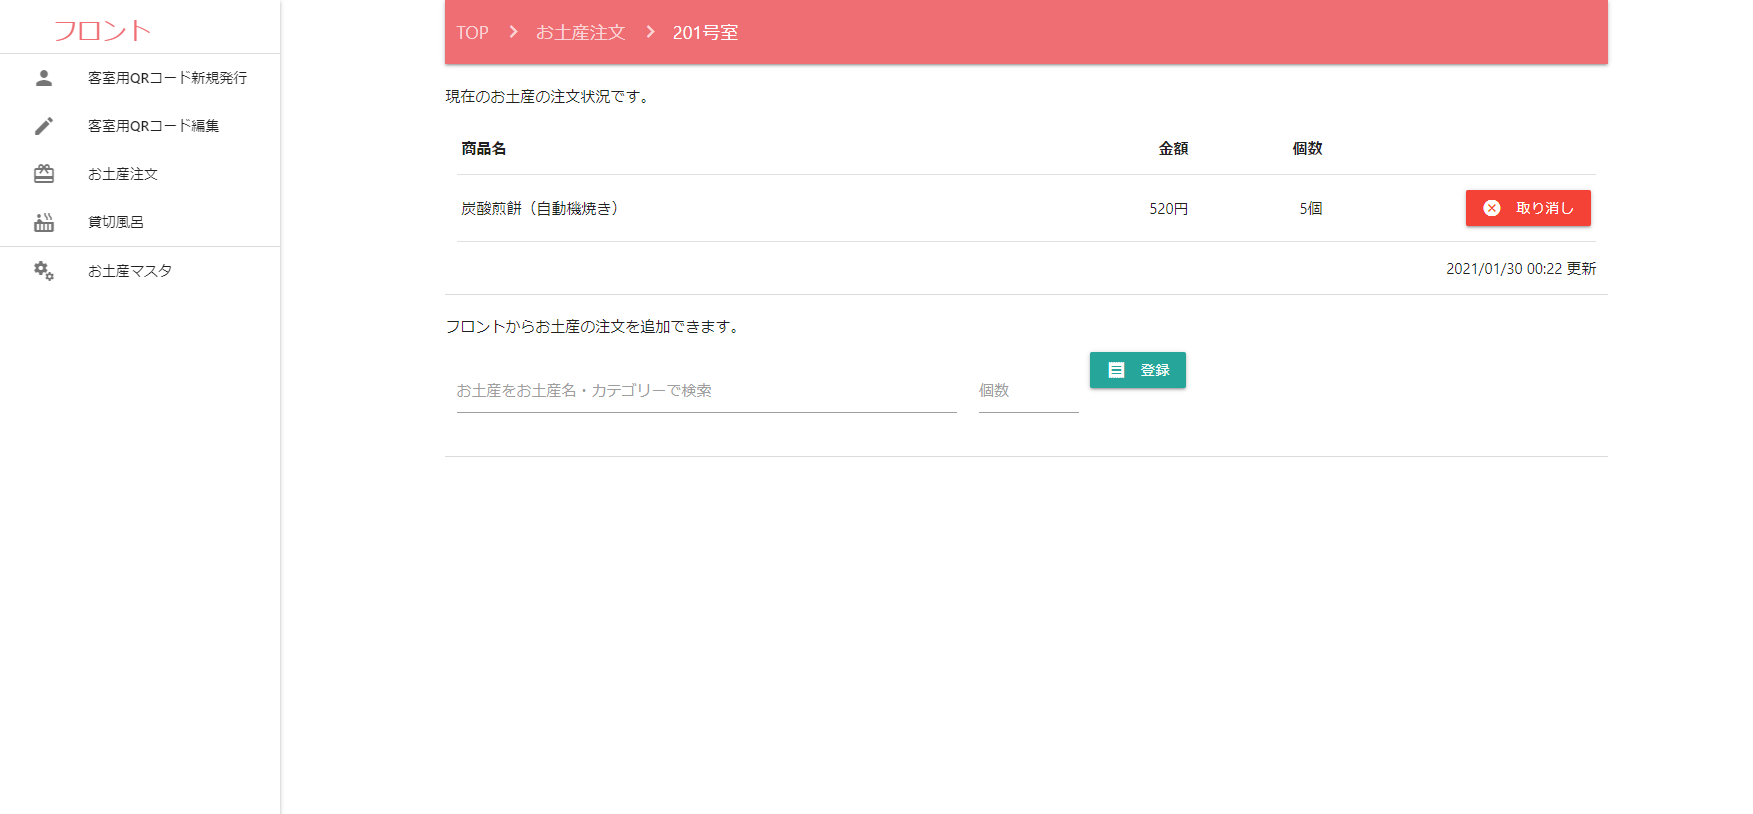 フロント
客室用QRコード新規発行
客室用QRコード編集
お土産注文
貸切風呂
お土産マスタ
TOP お土産注文 201号室
現在のお土産の注文状況です。
商品名 金額 個数
炭酸煎餅（自動機焼き） 520円 5個 取り消し
2021/01/30 00:22 更新
フロントからお土産の注文を追加できます。
お土産をお土産名・カテゴリーで検索 個数 登録